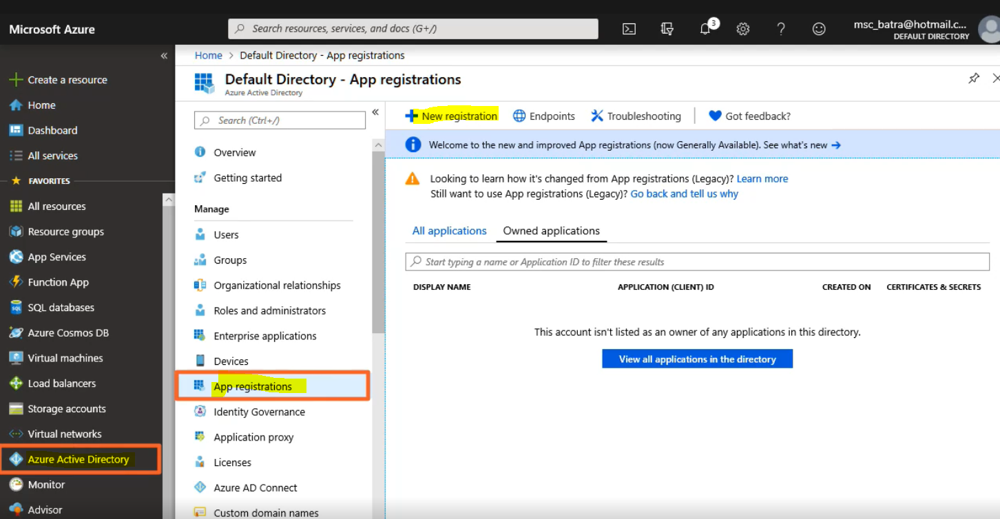 Microsoft Azure
Search resources, services, and docs (G+/)
3
msc_batra@hotmail.c...
DEFAULT DIRECTORY
«
Create a resource
Home
Dashboard
All services
FAVORITES
All resources
Resource groups
App Services
Function App
SQL databases
Azure Cosmos DB
Virtual machines
Load balancers
Storage accounts
Virtual networks
Azure Active Directory
Monitor
Advisor
Home > Default Directory - App registrations
Default Directory - App registrations
Azure Active Directory
Search (Ctrl+/)
«
Overview
Getting started
Manage
Users
Groups
Organizational relationships
Roles and administrators
Enterprise applications
Devices
App registrations
Identity Governance
Application proxy
Licenses
Azure AD Connect
Custom domain names
New registration Endpoints Troubleshooting Got feedback?
Welcome to the new and improved App registrations (now Generally Available). See what's new →
Looking to learn how it's changed from App registrations (Legacy)? Learn more
Still want to use App registrations (Legacy)? Go back and tell us why
All applications Owned applications
Start typing a name or Application ID to filter these results
DISPLAY NAME APPLICATION (CLIENT) ID CREATED ON CERTIFICATES & SECRETS
This account isn't listed as an owner of any applications in this directory.
View all applications in the directory